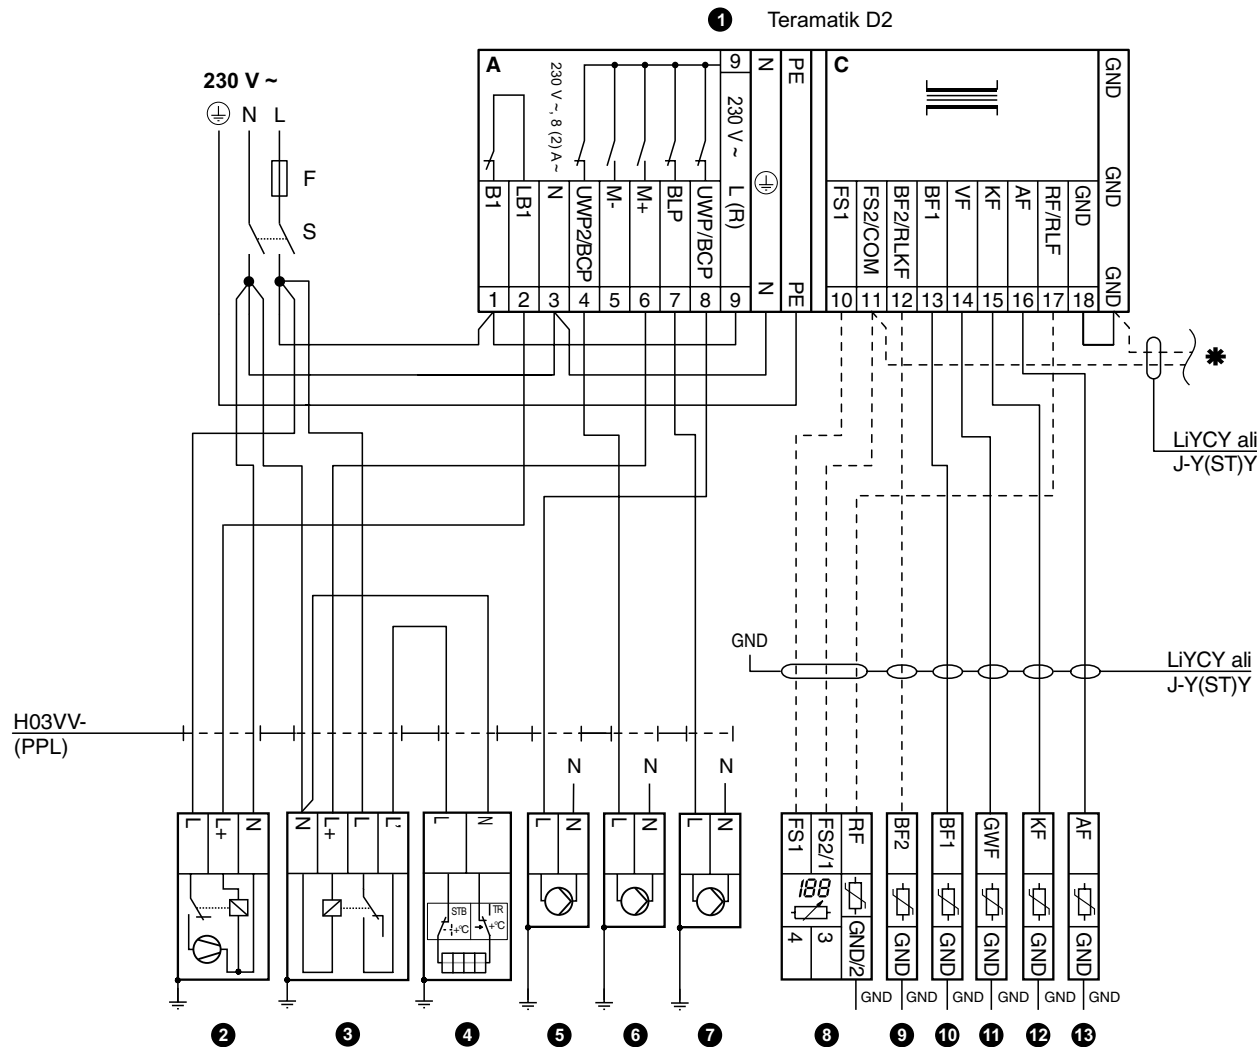 1 Teramatik D2
230 V ~
N L
F
S
A
230 V ~, 8 (2) A ~
9
230 V ~
L (R)
N
PE
C
GND
GND
GND
B1
LB1
N
UWP2/BCP
M-
M+
BLP
UWP/BCP
N
PE
FS1
FS2/COM
BF2/RLKF
BF1
VF
KF
AF
RF/RLF
GND
1 2 3 4 5 6 7 8 9 10 11 12 13 14 15 16 17 18
LiYCY ali
J-Y(ST)Y
GND
LiYCY ali
J-Y(ST)Y
H03VV-
(PPL)
N N N
L L+ N
N L+ L L'
L N
STB
+°C
TR
+°C
L N
L N
L N
FS1 FS2/1 RF
188
4 3 GND/2
BF2 GND
BF1 GND
GWF GND
KF GND
AF GND
GND GND GND GND GND GND
2 3 4 5 6 7 8 9 10 11 12 13